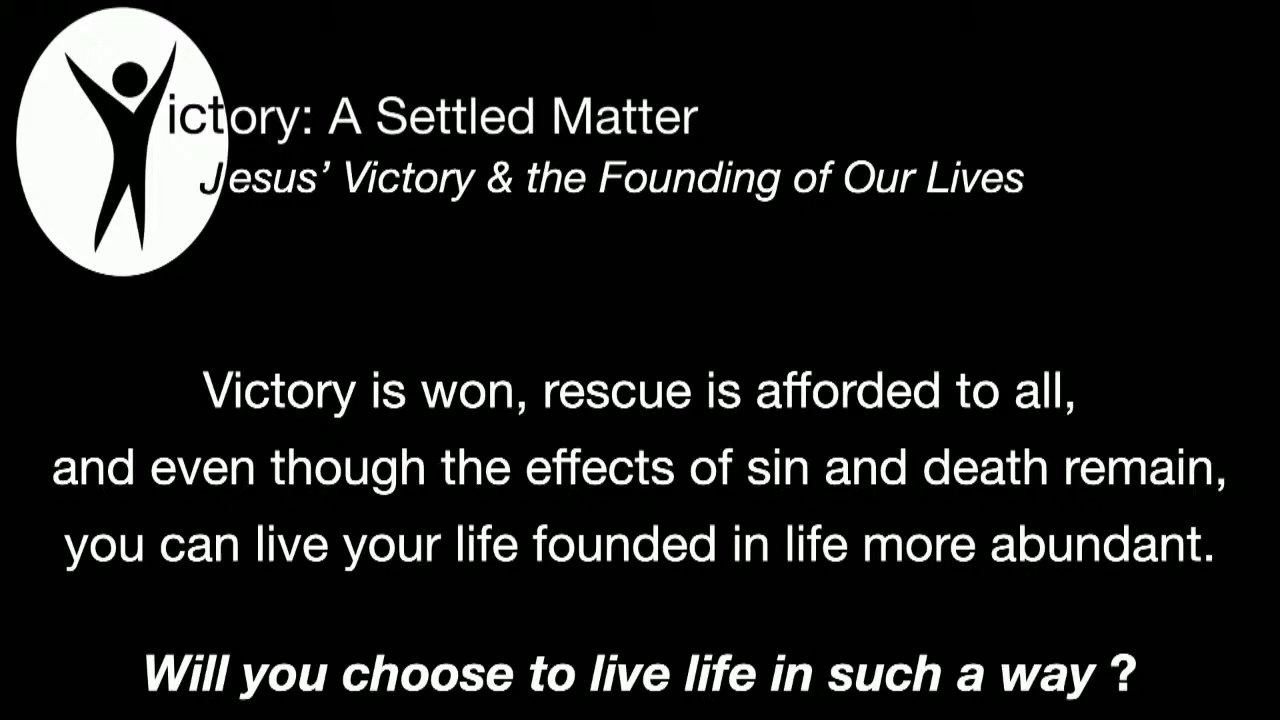 Victory: A Settled Matter
Jesus’ Victory & the Founding of Our Lives
Victory is won, rescue is afforded to all,
and even though the effects of sin and death remain,
you can live your life founded in life more abundant.
Will you choose to live life in such a way ?